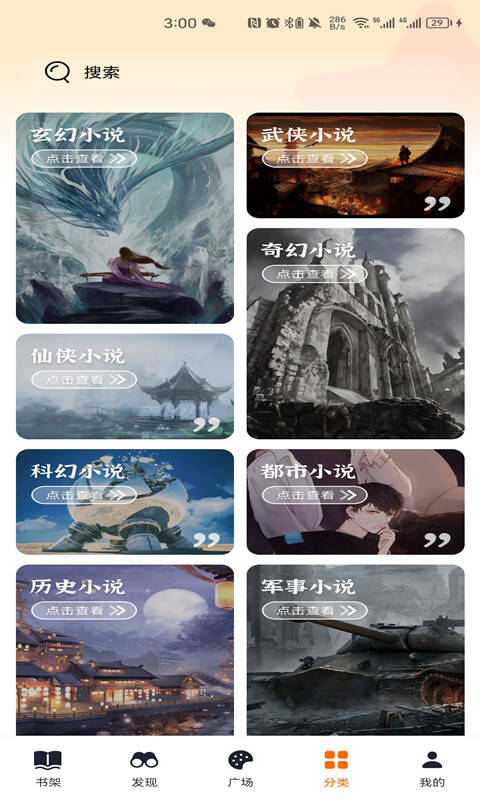 3:00
286 B/s 5G 4G 29
搜索
玄幻小说
点击查看
武侠小说
点击查看
奇幻小说
点击查看
仙侠小说
点击查看
科幻小说
点击查看
都市小说
点击查看
历史小说
点击查看
军事小说
点击查看
书架 发现 广场 分类 我的